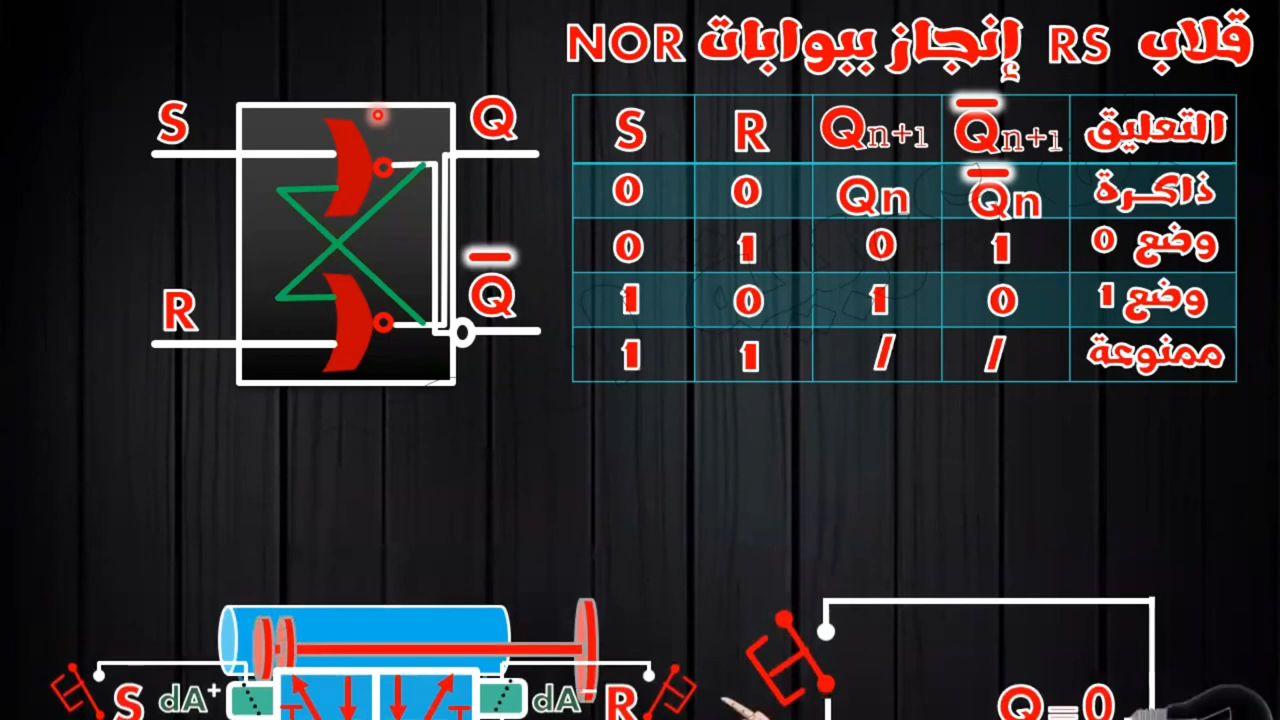 قلاب RS إنجاز ببوابات NOR
S R Qn+1 Q̅n+1 التعليق
0 0 Qn Q̅n ذاكرة
0 1 0 1 وضع 0
1 0 1 0 وضع 1
1 1 / / ممنوعة
S Q
R Q̅
S dA+ dA- R
Q=0